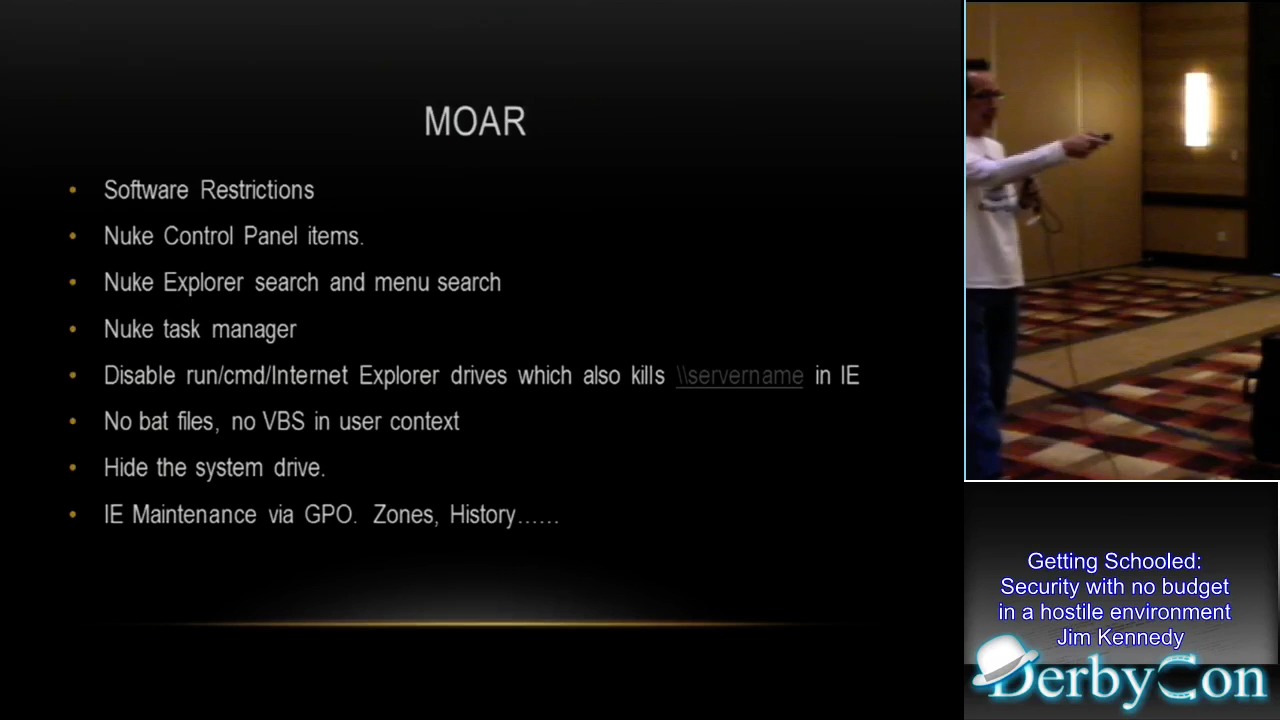 MOAR
• Software Restrictions
• Nuke Control Panel items.
• Nuke Explorer search and menu search
• Nuke task manager
• Disable run/cmd/Internet Explorer drives which also kills \\servername in IE
• No bat files, no VBS in user context
• Hide the system drive.
• IE Maintenance via GPO. Zones, History……
Getting Schooled:
Security with no budget
in a hostile environment
Jim Kennedy
DerbyCon